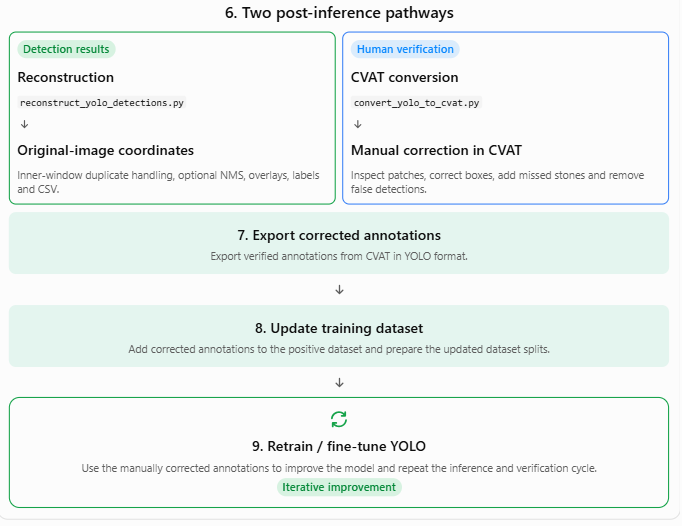 6. Two post-inference pathways
Detection results
Reconstruction
reconstruct_yolo_detections.py
↓
Original-image coordinates
Inner-window duplicate handling, optional NMS, overlays, labels
and CSV.
Human verification
CVAT conversion
convert_yolo_to_cvat.py
↓
Manual correction in CVAT
Inspect patches, correct boxes, add missed stones and remove
false detections.
7. Export corrected annotations
Export verified annotations from CVAT in YOLO format.
↓
8. Update training dataset
Add corrected annotations to the positive dataset and prepare the updated dataset splits.
↓
9. Retrain / fine-tune YOLO
Use the manually corrected annotations to improve the model and repeat the inference and verification cycle.
Iterative improvement